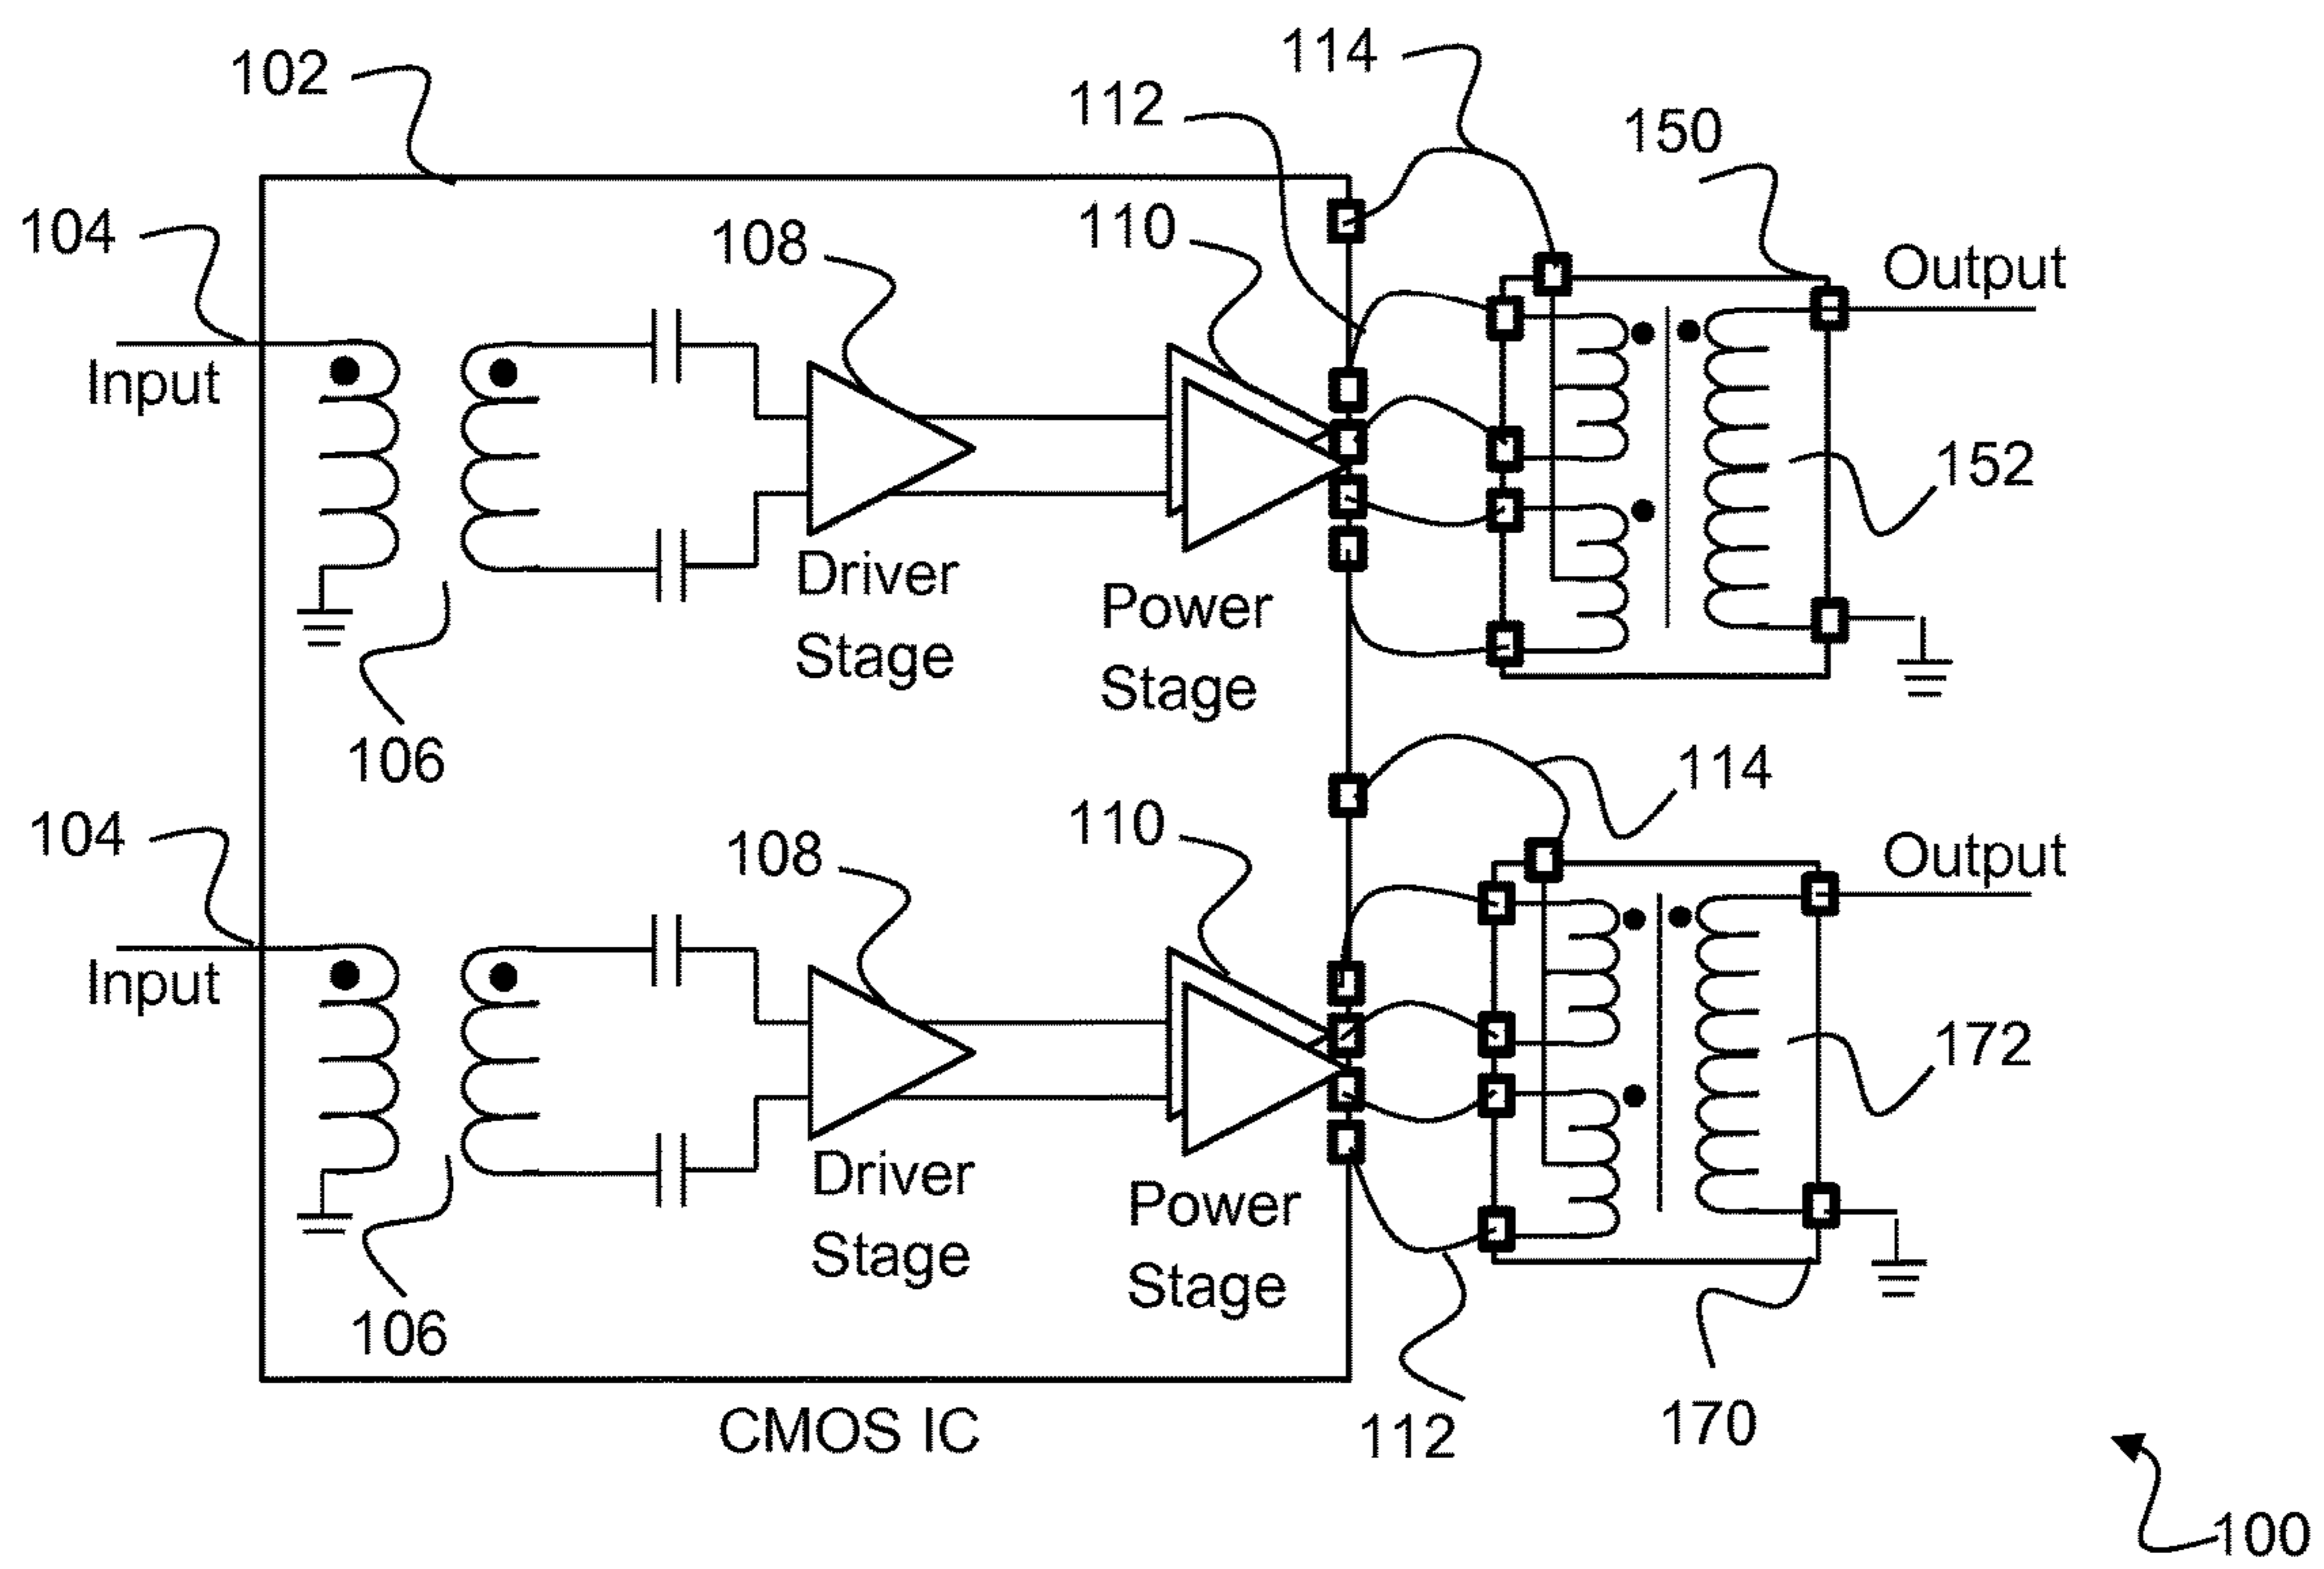 102
114
112
150
104
108
110
Output
Input
152
Driver
Stage
Power
Stage
106
114
104
108
110
Output
Input
172
Driver
Stage
Power
Stage
106
CMOS IC
112
170
100